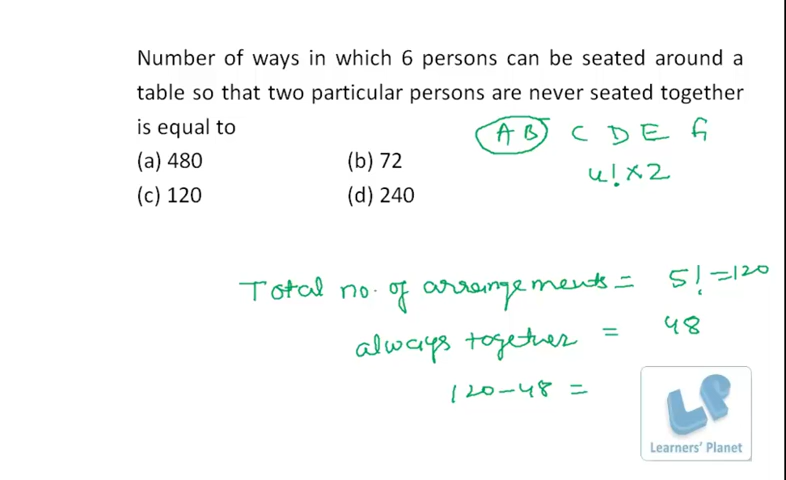 Number of ways in which 6 persons can be seated around a
table so that two particular persons are never seated together
is equal to
A B C D E G
(a) 480 (b) 72
4! × 2
(c) 120 (d) 240
Total no. of arrangements = 5! = 120
always together = 48
120 - 48 =
LP
Learners' Planet